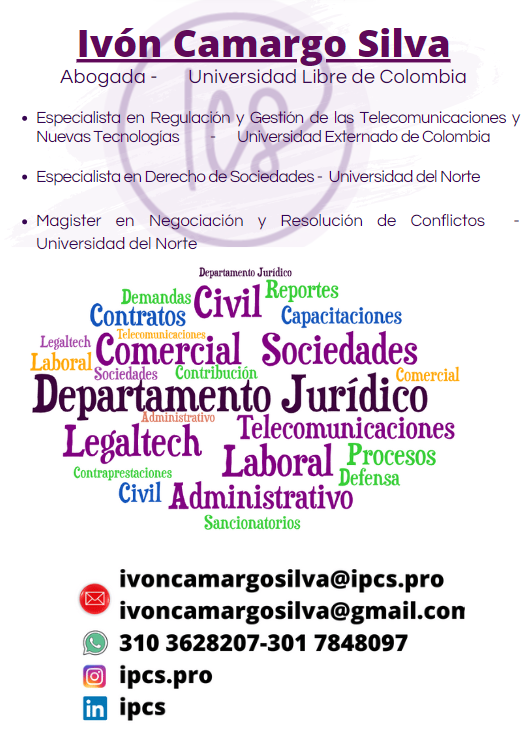 Ivón Camargo Silva
Abogada - Universidad Libre de Colombia
• Especialista en Regulación y Gestión de las Telecomunicaciones y
Nuevas Tecnologías - Universidad Externado de Colombia
• Especialista en Derecho de Sociedades - Universidad del Norte
• Magister en Negociación y Resolución de Conflictos -
Universidad del Norte
ipcs
Departamento Jurídico
Demandas Civil Reportes
Contratos Capacitaciones
Telecomunicaciones
Legaltech Comercial Sociedades
Laboral Sociedades Contribución Comercial
Departamento Jurídico
Administrativo
Legaltech Telecomunicaciones
Laboral Procesos
Contraprestaciones Defensa
Civil Administrativo
Sancionatorios
ivoncamargosilva@ipcs.pro
ivoncamargosilva@gmail.con
310 3628207-301 7848097
ipcs.pro
in ipcs